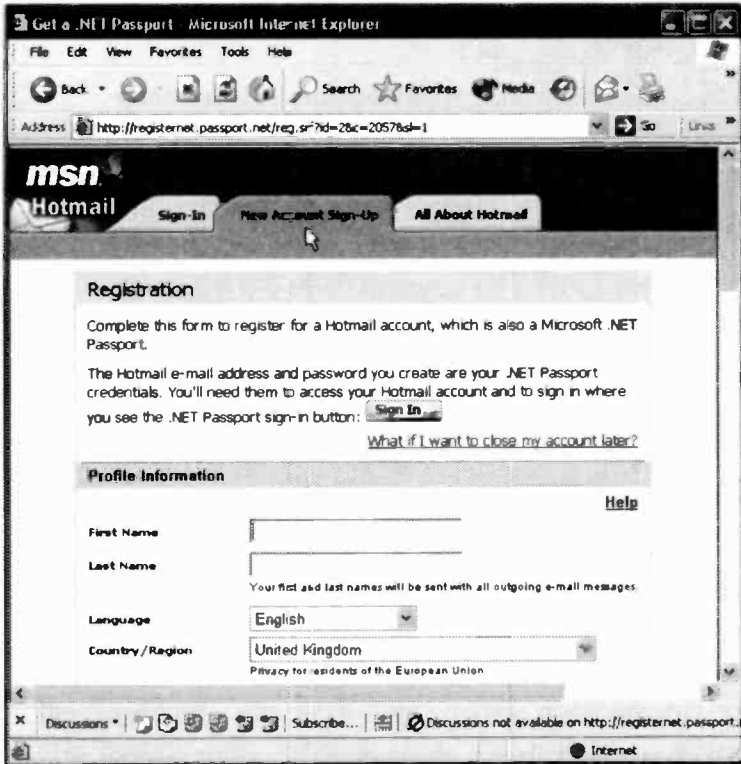 Get a .NET Passport - Microsoft Internet Explorer
File Edit View Favorites Tools Help
Back Search Favorites Media
Address http://registernet.passport.net/reg.srf?id=2&c=2057&sl=1 Go Links
msn
Hotmail Sign-In New Account Sign-Up All About Hotmail
Registration
Complete this form to register for a Hotmail account, which is also a Microsoft .NET
Passport.
The Hotmail e-mail address and password you create are your .NET Passport
credentials. You'll need them to access your Hotmail account and to sign in where
you see the .NET Passport sign-in button: Sign In
What if I want to close my account later?
Profile Information
Help
First Name
Last Name
Your first and last names will be sent with all outgoing e-mail messages
Language English
Country/Region United Kingdom
Privacy for residents of the European Union
Discussions Subscribe... Discussions not available on http://registernet.passport.
Internet